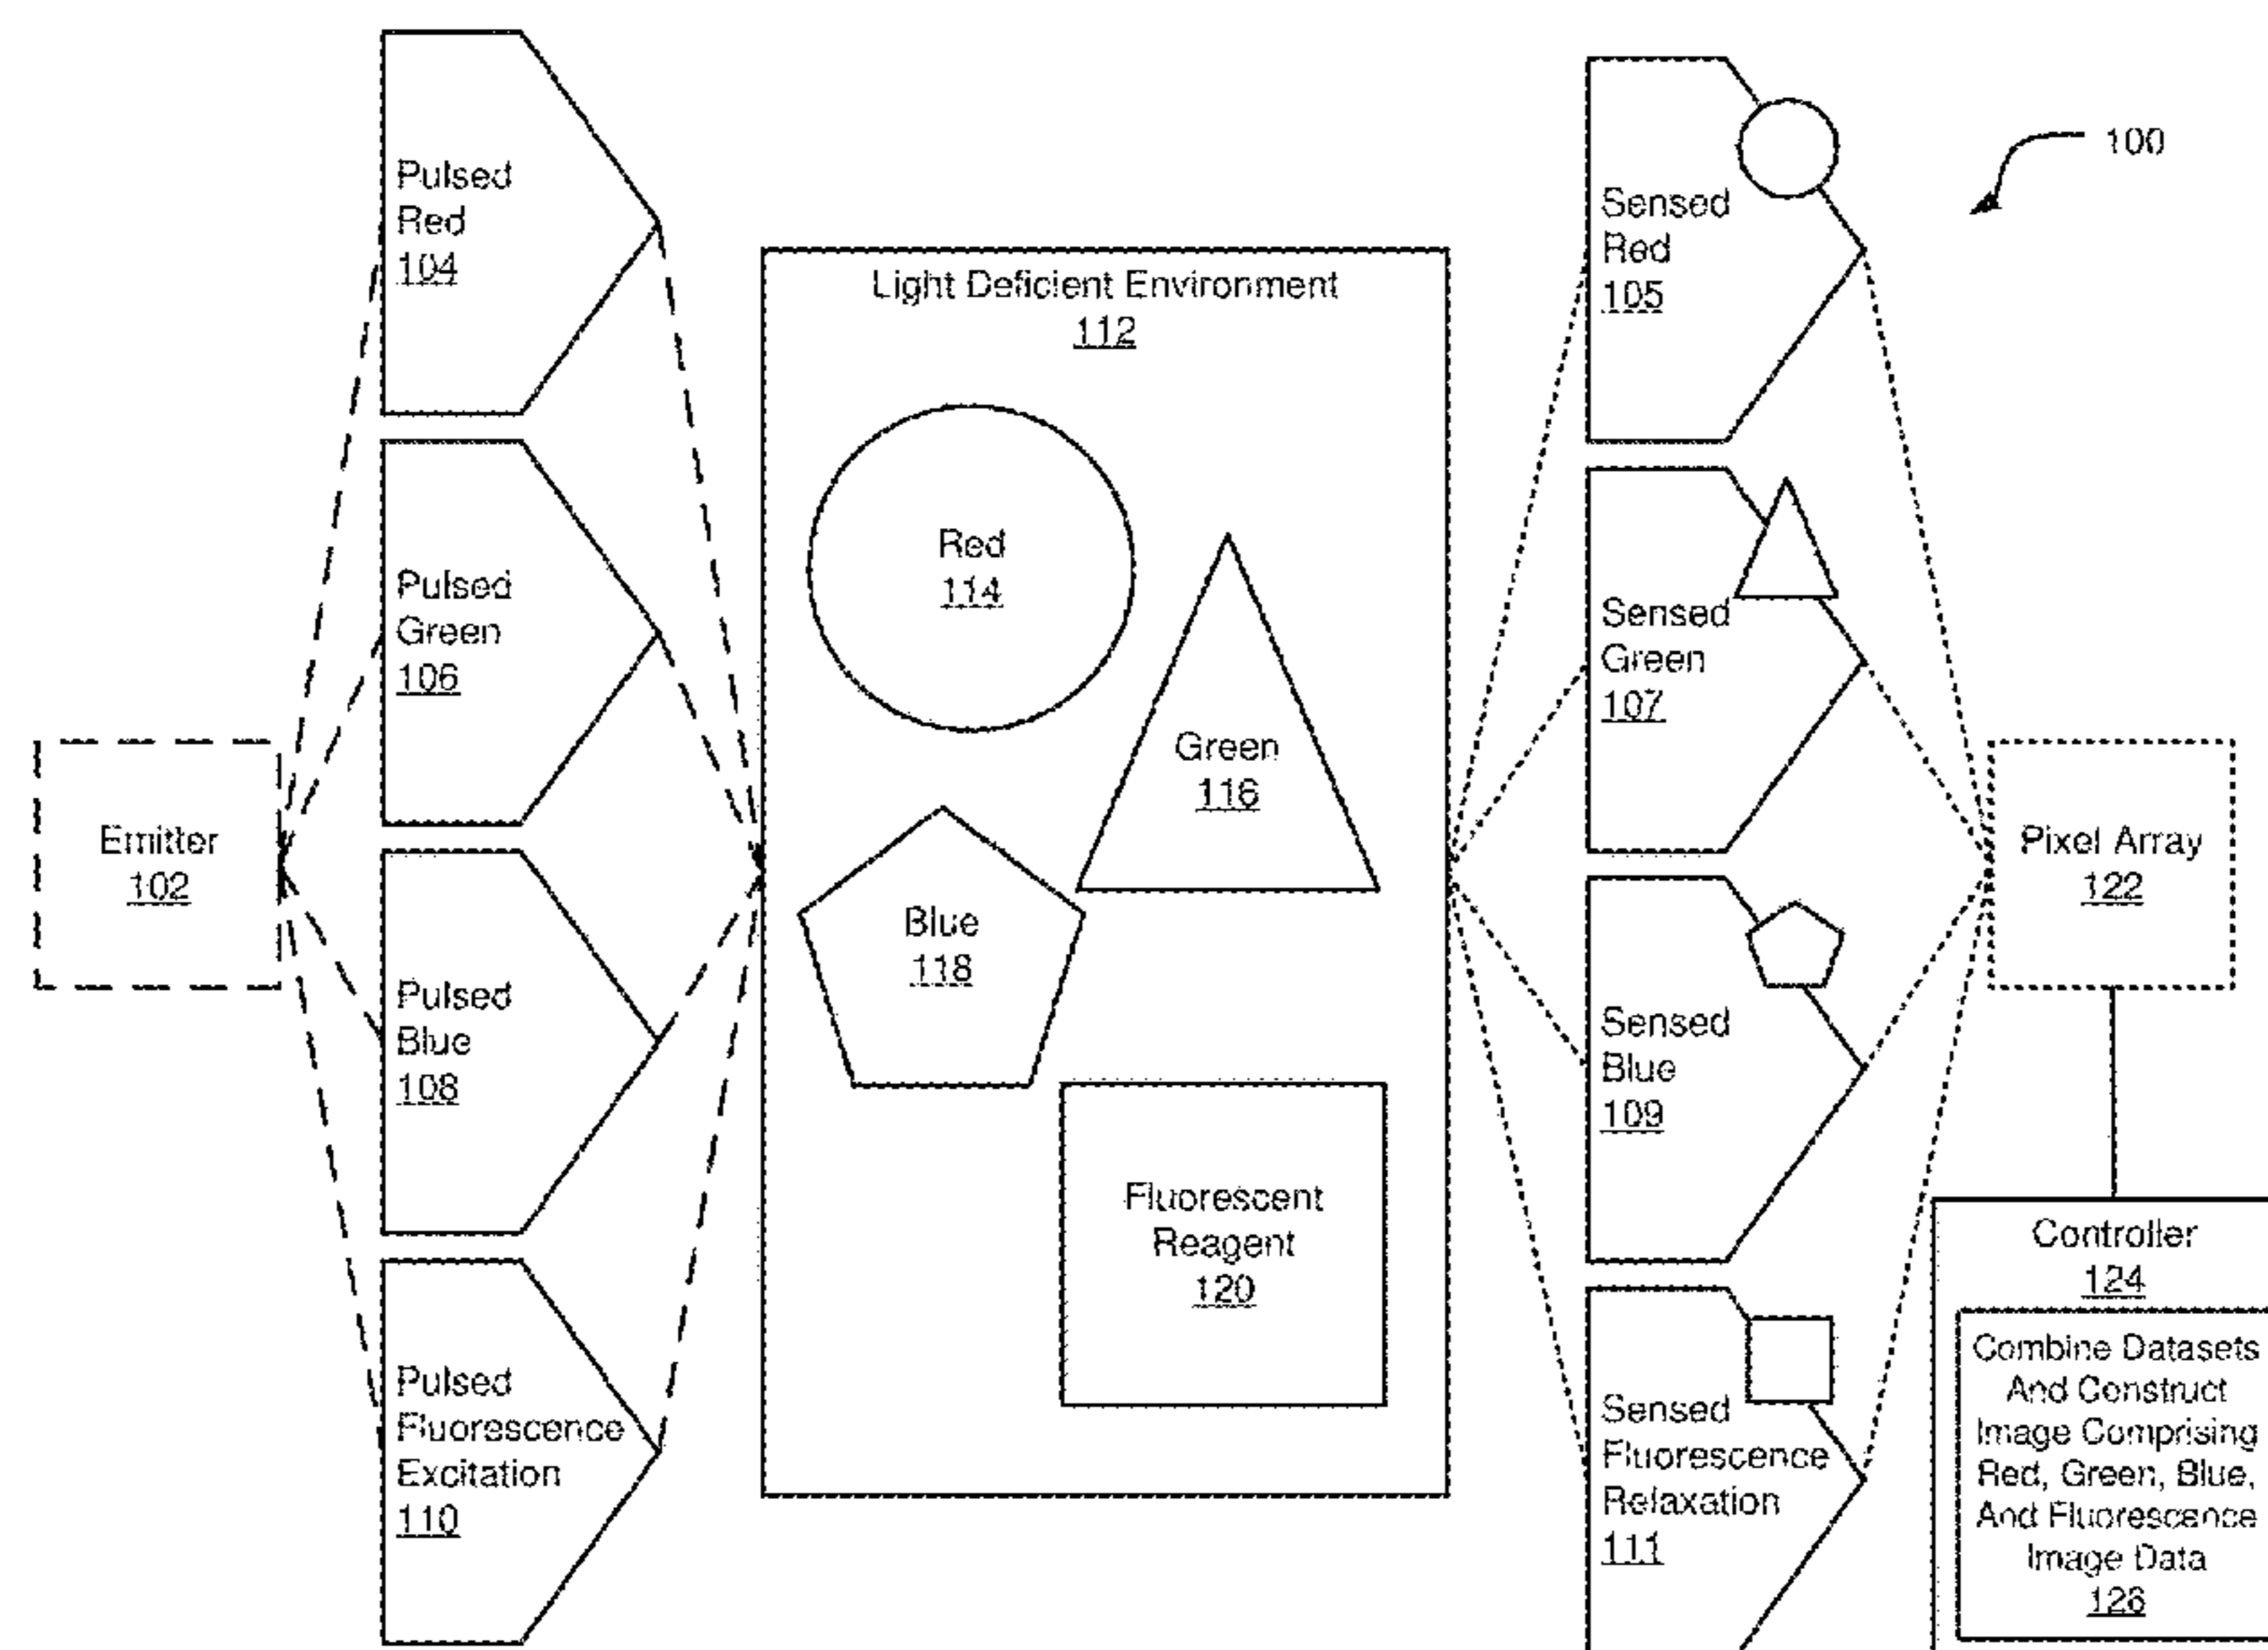 Pulsed
Red
104
Pulsed
Green
106
Emitter
102
Pulsed
Blue
108
Pulsed
Fluorescence
Excitation
110
Light Deficient Environment
112
Red
114
Green
116
Blue
118
Fluorescent
Reagent
120
Sensed
Red
105
Sensed
Green
107
Sensed
Blue
109
Sensed
Fluorescence
Relaxation
111
100
Pixel Array
122
Controller
124
Combine Datasets
And Construct
Image Comprising
Red, Green, Blue,
And Fluorescence
Image Data
126